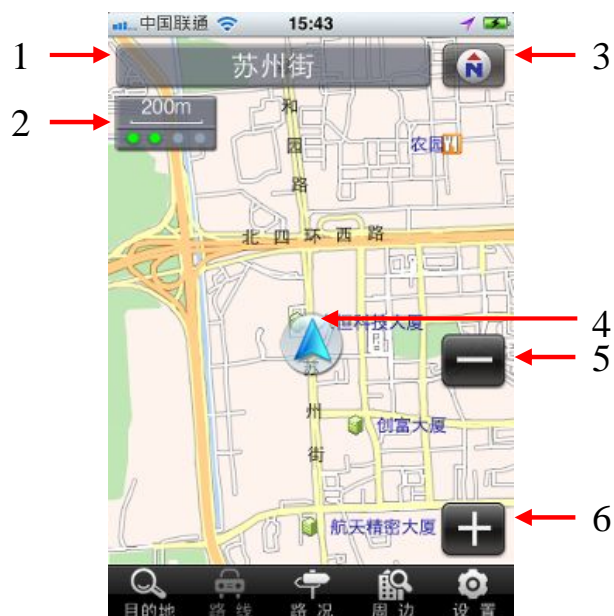 中国联通 15:43
1
苏州街
N
3
2
200m
和园路
农园
北四环西路
恒科技大厦
4
5
苏州街
创富大厦
6
航天精密大厦
目的地 路线 路况 周边 设置